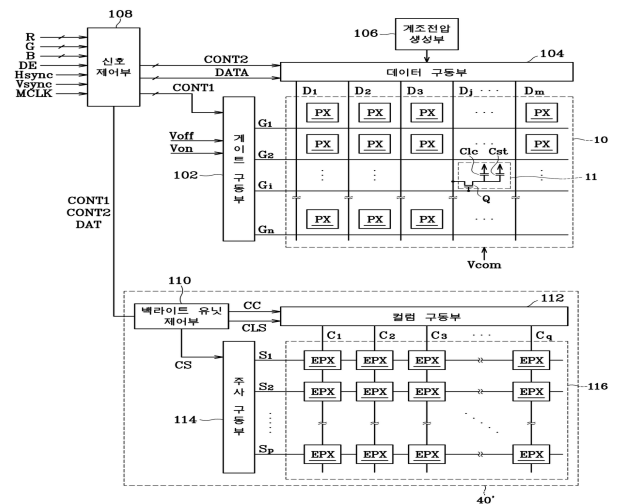 108
R
G
B
DE
Hsync
Vsync
MCLK
신호
제어부
CONT2
DATA
CONT1
106
계조전압
생성부
104
데이터 구동부
D1 D2 D3 Dj · · · Dm
Voff
Von
102
게이트 구동부
G1
G2
Gi
Gn
PX PX PX · · · PX
PX PX PX · · · PX
Clc Cst
Q
PX PX PX · · ·
10
11
Vcom
CONT1
CONT2
DAT
110
백라이트 유닛
제어부
CC
CLS
CS
112
컬럼 구동부
C1 C2 C3 · · · Cq
114
주사 구동부
S1
S2
Sp
EPX EPX EPX EPX
EPX EPX EPX EPX
EPX EPX EPX EPX
116
40'